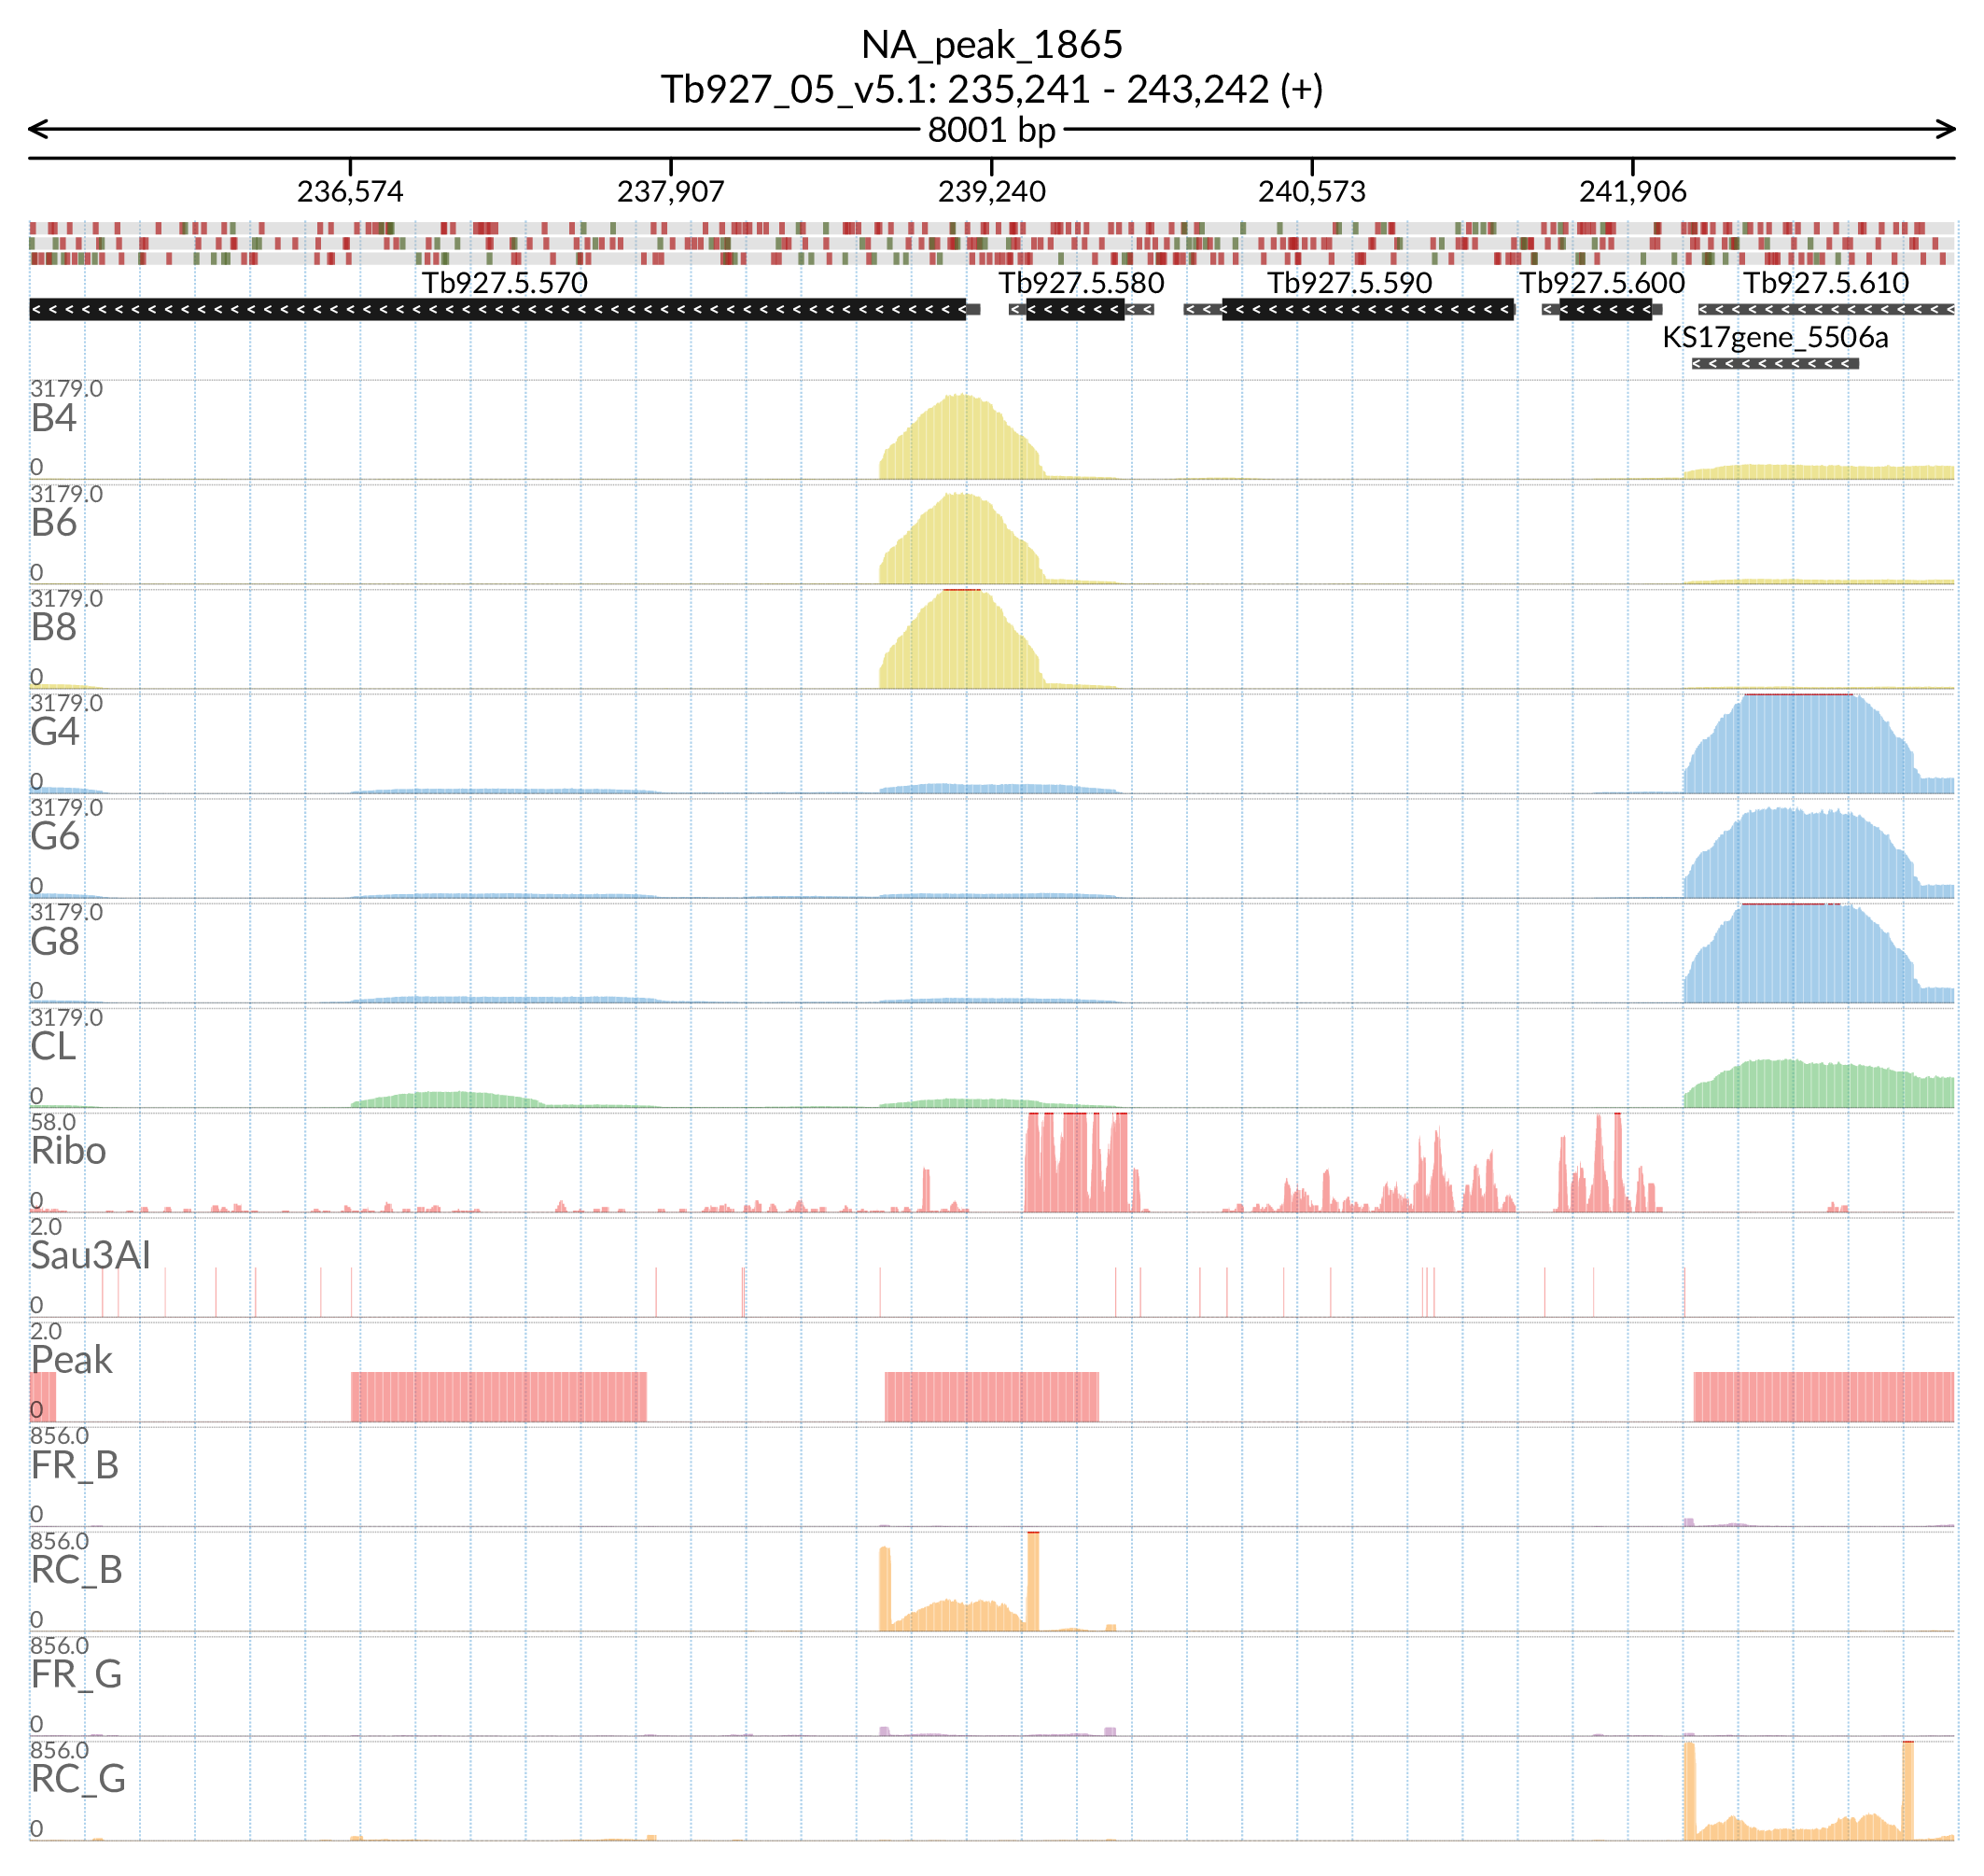 NA_peak_1865
Tb927_05_v5.1: 235,241 - 243,242 (+)
8001 bp
236,574 237,907 239,240 240,573 241,906
Tb927.5.570 Tb927.5.580 Tb927.5.590 Tb927.5.600 Tb927.5.610
KS17gene_5506a
3179.0
B4
0
3179.0
B6
0
3179.0
B8
0
3179.0
G4
0
3179.0
G6
0
3179.0
G8
0
3179.0
CL
0
58.0
Ribo
0
2.0
Sau3AI
0
2.0
Peak
0
856.0
FR_B
0
856.0
RC_B
0
856.0
FR_G
0
856.0
RC_G
0